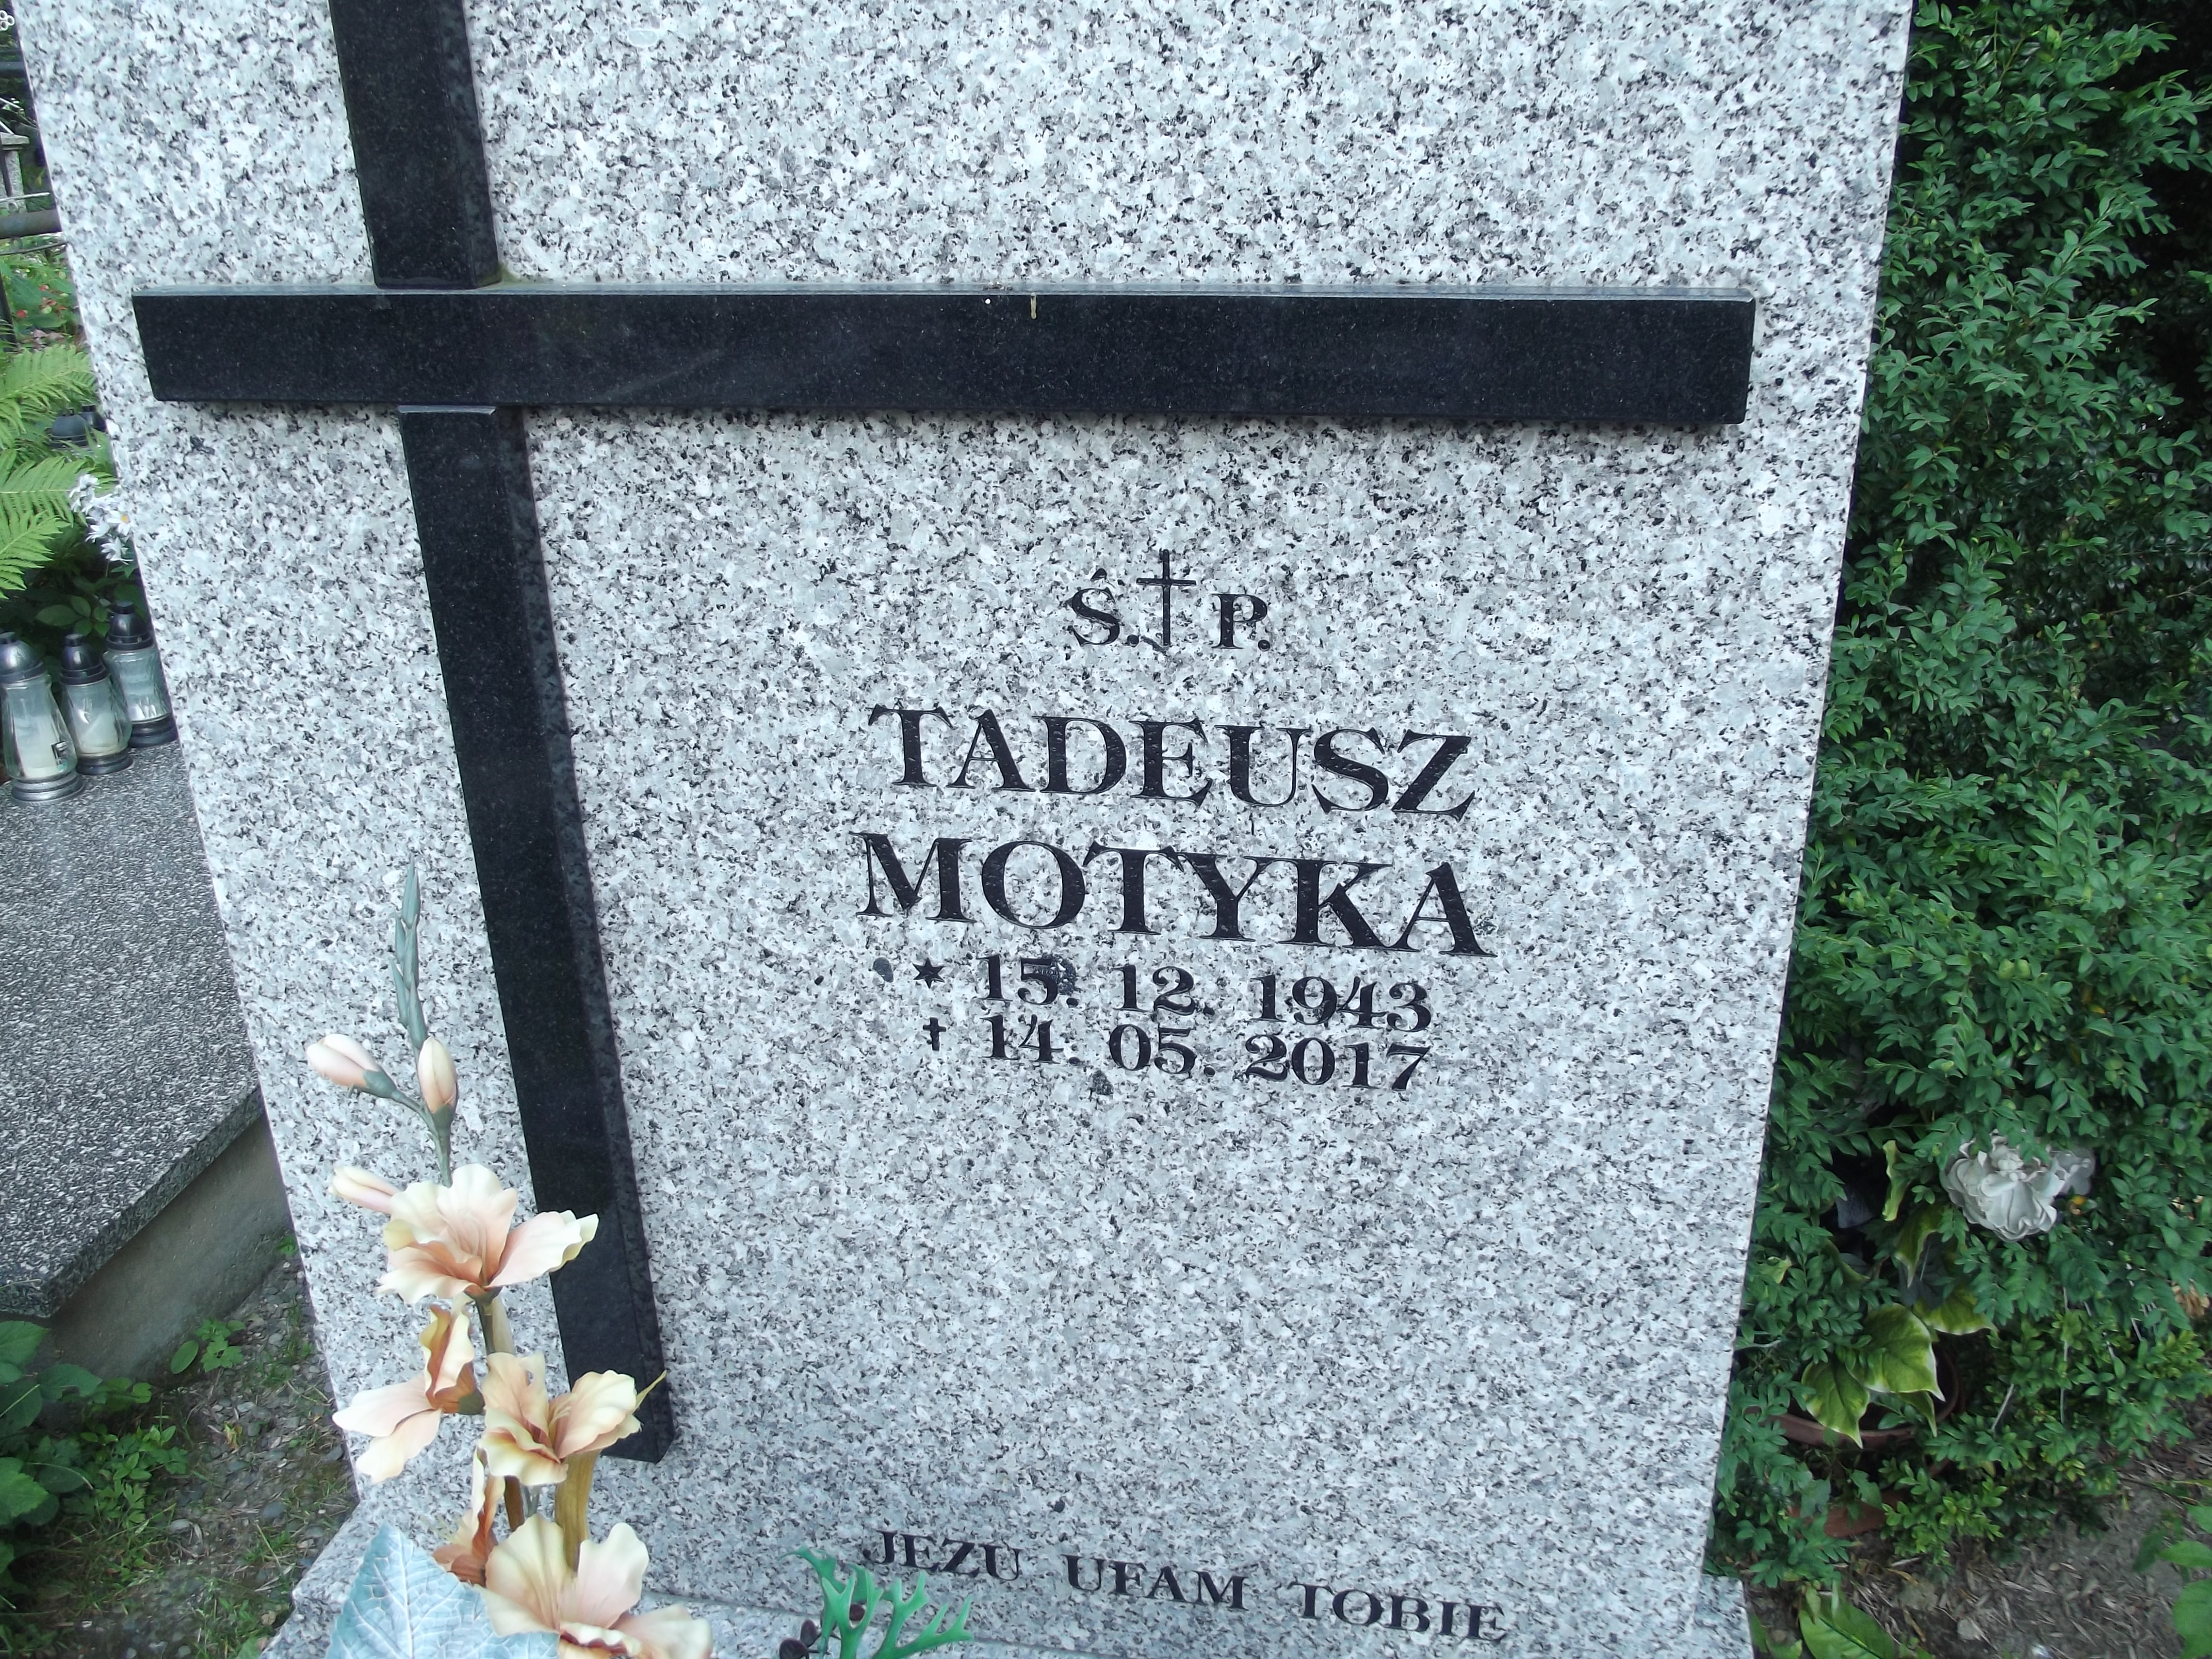 Ś. P.
TADEUSZ
MOTYKA
* 15. 12. 1943
✝ 14. 05. 2017
JEZU UFAM TOBIE